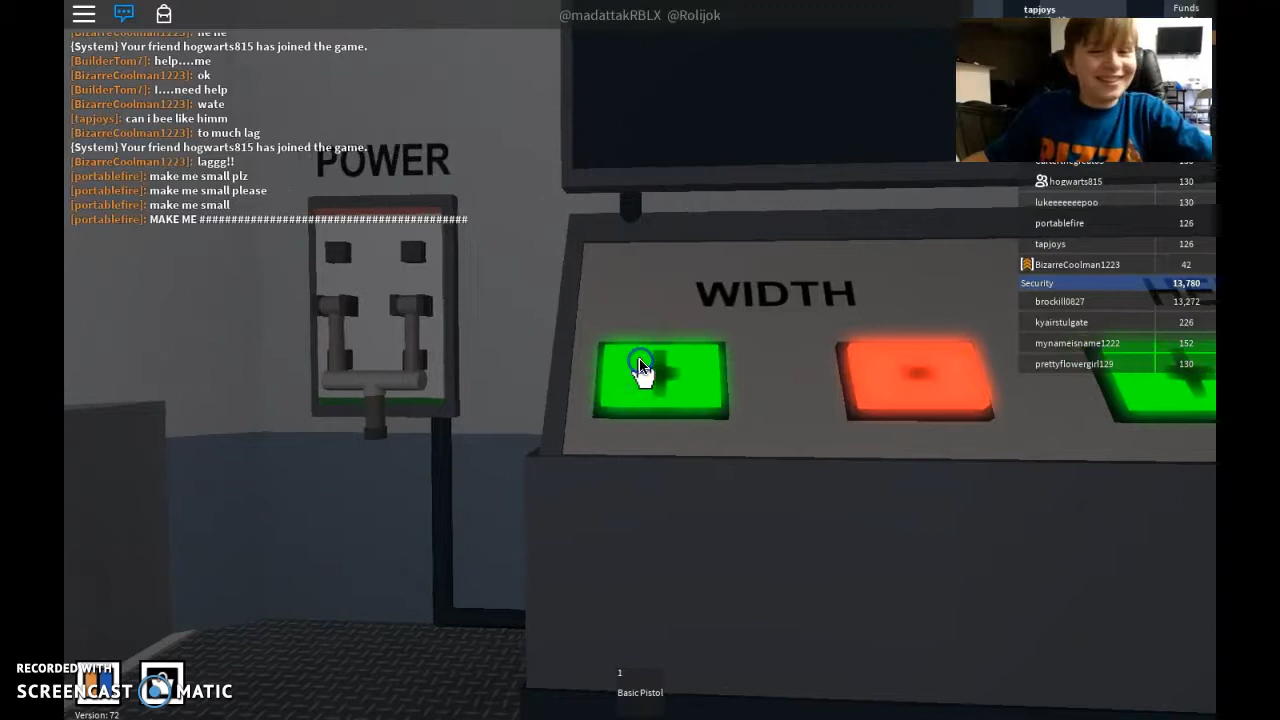 @madattakRBLX @Rolijok
tapjoys
Funds
{System} Your friend hogwarts815 has joined the game.
[BuilderTom7]: help....me
[BizarreCoolman1223]: ok
[BuilderTom7]: I....need help
[BizarreCoolman1223]: wate
[tapjoys]: can i bee like himm
[BizarreCoolman1223]: to much lag
{System} Your friend hogwarts815 has joined the game.
[BizarreCoolman1223]: laggg!!
[portablefire]: make me small plz
[portablefire]: make me small please
[portablefire]: make me small
[portablefire]: MAKE ME ##########################################
POWER
WIDTH
+
-
+
hogwarts815 130
lukeeeeeepoo 130
portablefire 126
tapjoys 126
BizarreCoolman1223 42
Security 13,780
brockill0827 13,272
kyairstulgate 226
mynameisname1222 152
prettyflowergirl129 130
1
Basic Pistol
RECORDED WITH
SCREENCAST MATIC
Version: 72